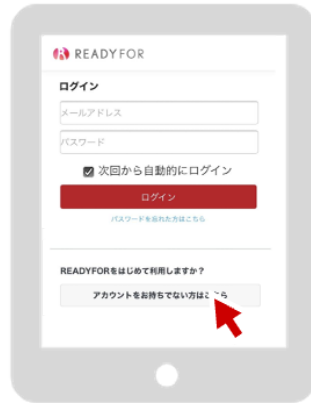 READYFOR
ログイン
メールアドレス
パスワード
次回から自動的にログイン
ログイン
パスワードを忘れた方はこちら
READYFORをはじめて利用しますか？
アカウントをお持ちでない方はこちら